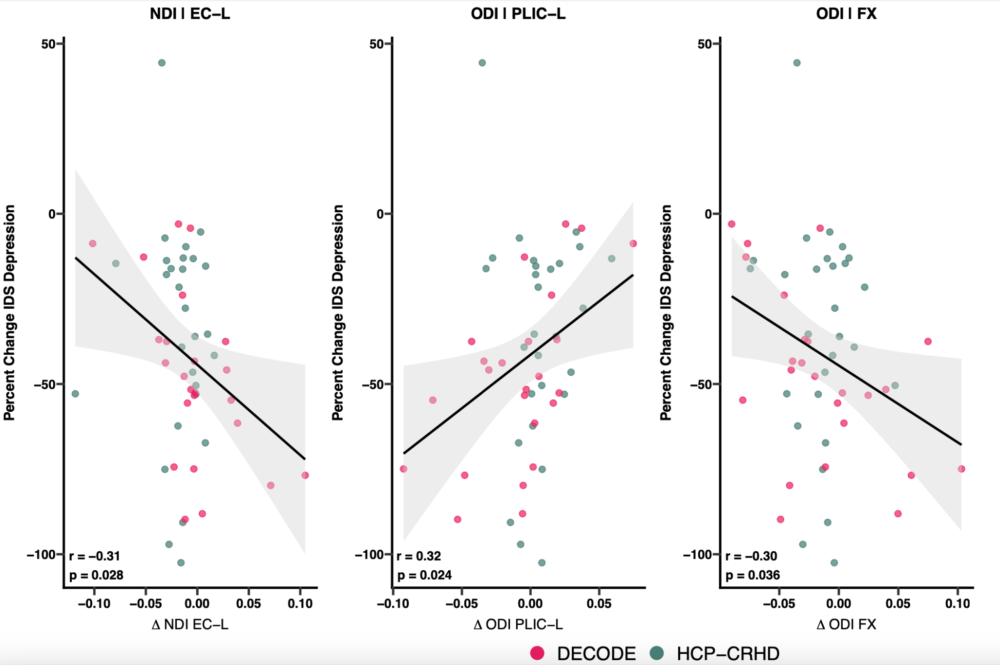 NDI | EC−L
50
0
−50
−100
Percent Change IDS Depression
r = −0.31
p = 0.028
−0.10 −0.05 0.00 0.05 0.10
Δ NDI EC−L
ODI | PLIC−L
50
0
−50
−100
Percent Change IDS Depression
r = 0.32
p = 0.024
−0.10 −0.05 0.00 0.05
Δ ODI PLIC−L
ODI | FX
50
0
−50
−100
Percent Change IDS Depression
r = −0.30
p = 0.036
−0.05 0.00 0.05 0.10
Δ ODI FX
DECODE HCP−CRHD